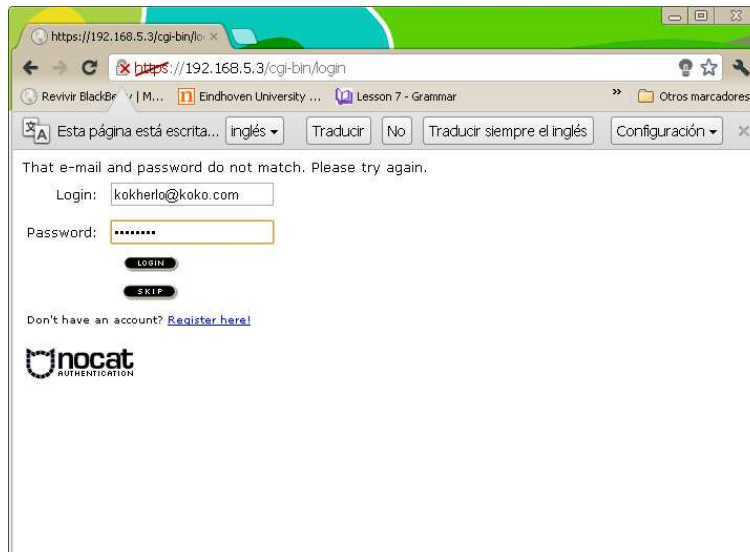 https://192.168.5.3/cgi-bin/lo
https://192.168.5.3/cgi-bin/login
Revivir BlackBe y | M... Eindhoven University ... Lesson 7 - Grammar » Otros marcadores
Esta página está escrita... inglés Traducir No Traducir siempre el inglés Configuración
That e-mail and password do not match. Please try again.
Login: kokherlo@koko.com
Password: ••••••••
LOGIN
SKIP
Don't have an account? Register here!
nocat
AUTHENTICATION